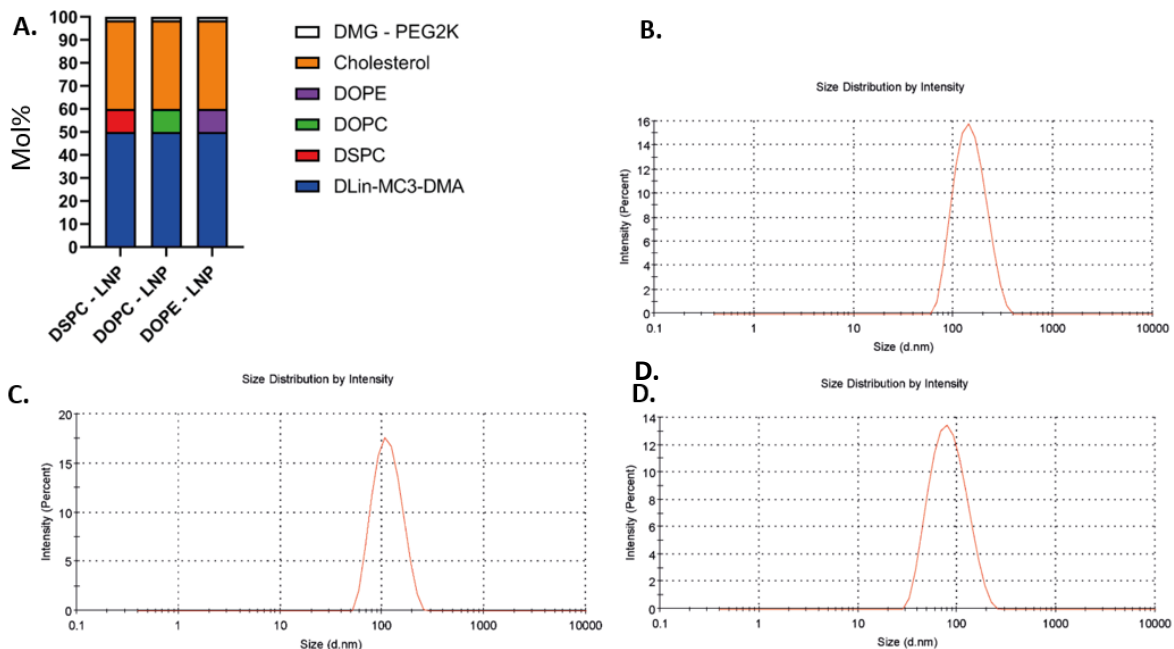 A.
Mol%
100
90
80
70
60
50
40
30
20
10
0
DSPC - LNP
DOPC - LNP
DOPE - LNP
DMG - PEG2K
Cholesterol
DOPE
DOPC
DSPC
DLin-MC3-DMA
B.
Size Distribution by Intensity
Intensity (Percent)
16
14
12
10
8
6
4
2
0
0.1 1 10 100 1000 10000
Size (d.nm)
C.
Size Distribution by Intensity
Intensity (Percent)
20
15
10
5
0
0.1 1 10 100 1000 10000
Size (d.nm)
D.
D.
Size Distribution by Intensity
Intensity (Percent)
14
12
10
8
6
4
2
0
0.1 1 10 100 1000 10000
Size (d.nm)